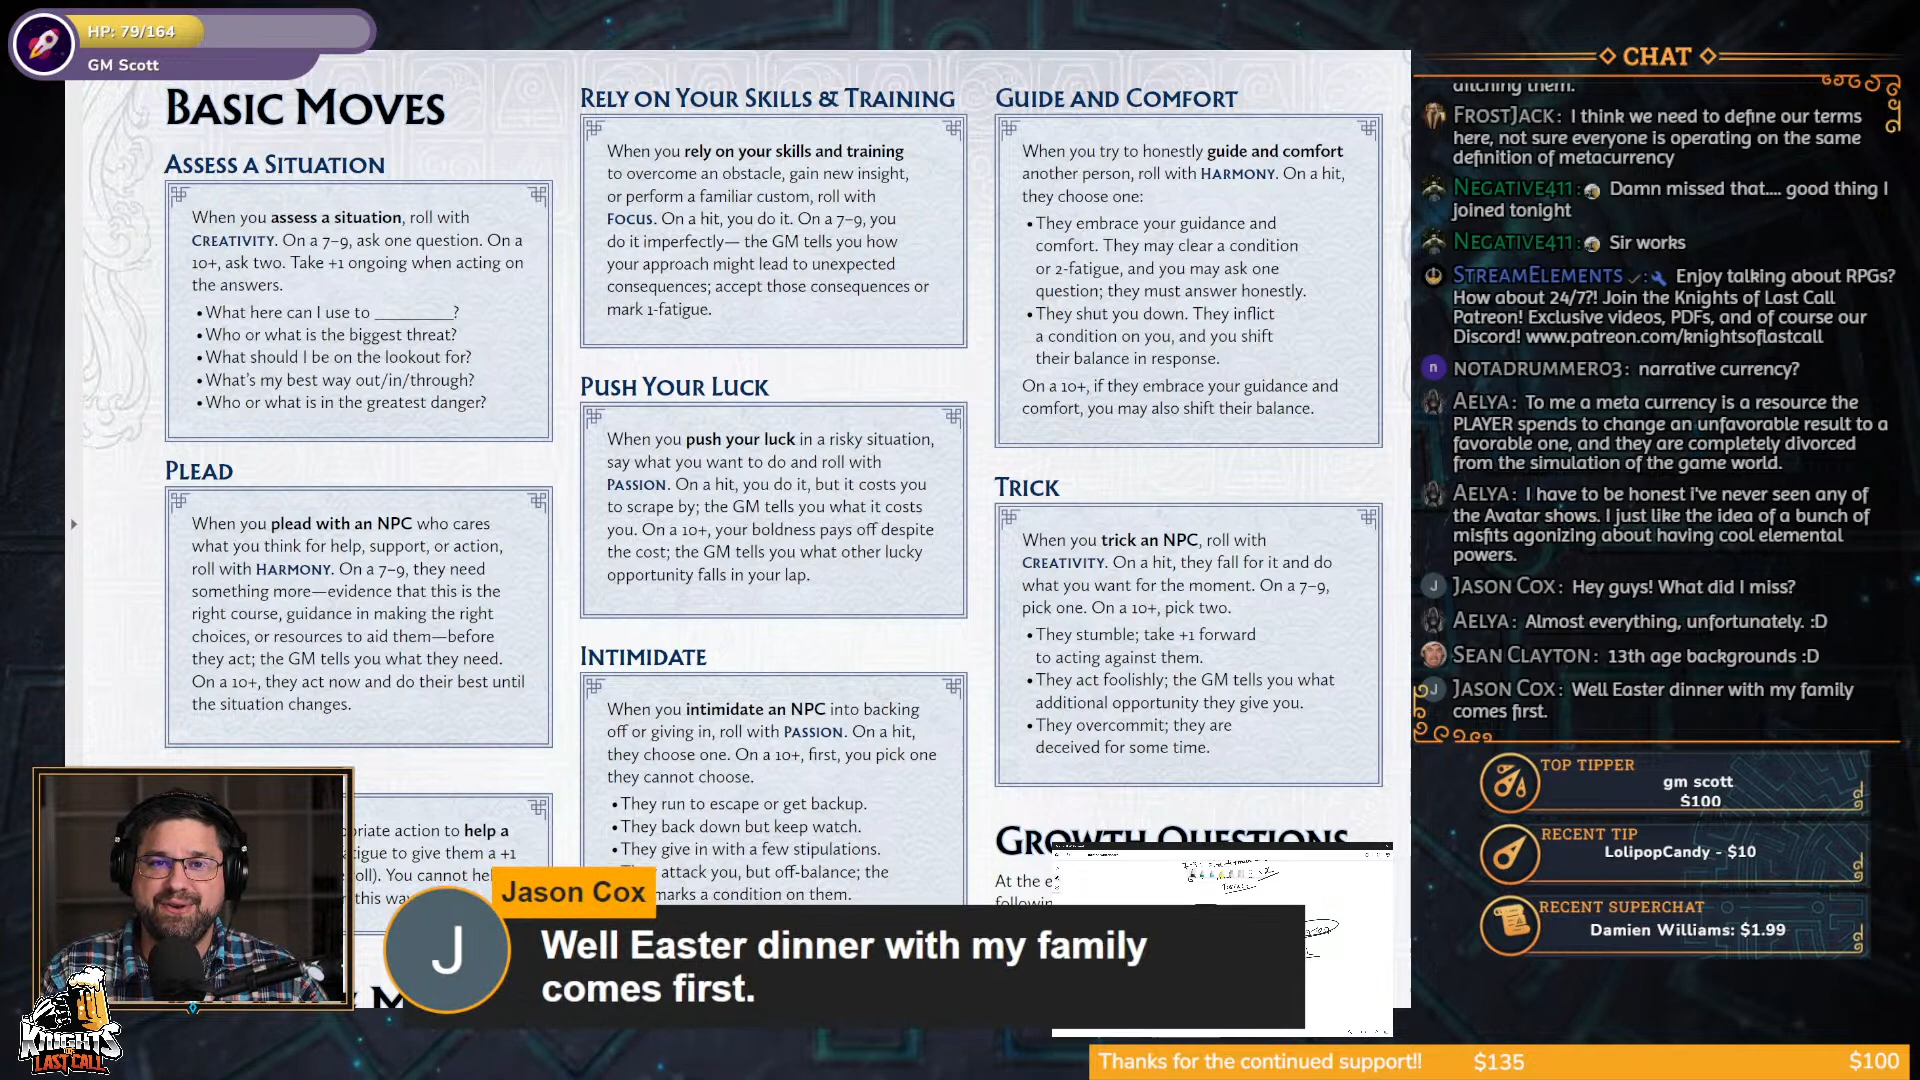 HP: 79/164
GM Scott
BASIC MOVES
ASSESS A SITUATION
When you assess a situation, roll with
CREATIVITY. On a 7–9, ask one question. On a
10+, ask two. Take +1 ongoing when acting on
the answers.
• What here can I use to _________?
• Who or what is the biggest threat?
• What should I be on the lookout for?
• What's my best way out/in/through?
• Who or what is in the greatest danger?
PLEAD
When you plead with an NPC who cares
what you think for help, support, or action,
roll with HARMONY. On a 7–9, they need
something more—evidence that this is the
right course, guidance in making the right
choices, or resources to aid them—before
they act; the GM tells you what they need.
On a 10+, they act now and do their best until
the situation changes.
priate action to help a
tigue to give them a +1
oll). You cannot he
this wa
RELY ON YOUR SKILLS & TRAINING
When you rely on your skills and training
to overcome an obstacle, gain new insight,
or perform a familiar custom, roll with
FOCUS. On a hit, you do it. On a 7–9, you
do it imperfectly— the GM tells you how
your approach might lead to unexpected
consequences; accept those consequences or
mark 1-fatigue.
PUSH YOUR LUCK
When you push your luck in a risky situation,
say what you want to do and roll with
PASSION. On a hit, you do it, but it costs you
to scrape by; the GM tells you what it costs
you. On a 10+, your boldness pays off despite
the cost; the GM tells you what other lucky
opportunity falls in your lap.
INTIMIDATE
When you intimidate an NPC into backing
off or giving in, roll with PASSION. On a hit,
they choose one. On a 10+, first, you pick one
they cannot choose.
• They run to escape or get backup.
• They back down but keep watch.
• They give in with a few stipulations.
attack you, but off-balance; the
marks a condition on them.
GUIDE AND COMFORT
When you try to honestly guide and comfort
another person, roll with HARMONY. On a hit,
they choose one:
• They embrace your guidance and
comfort. They may clear a condition
or 2-fatigue, and you may ask one
question; they must answer honestly.
• They shut you down. They inflict
a condition on you, and you shift
their balance in response.
On a 10+, if they embrace your guidance and
comfort, you may also shift their balance.
TRICK
When you trick an NPC, roll with
CREATIVITY. On a hit, they fall for it and do
what you want for the moment. On a 7–9,
pick one. On a 10+, pick two.
• They stumble; take +1 forward
to acting against them.
• They act foolishly; the GM tells you what
additional opportunity they give you.
• They overcommit; they are
deceived for some time.
GROWTH QUESTIONS
At the e
followin
Jason Cox
J
Well Easter dinner with my family
comes first.
KNIGHTS
OF
LAST CALL
CHAT
ditching them.
FROSTJACK: I think we need to define our terms
here, not sure everyone is operating on the same
definition of metacurrency
NEGATIVE411: Damn missed that.... good thing I
joined tonight
NEGATIVE411: Sir works
STREAMELEMENTS : Enjoy talking about RPGs?
How about 24/7?! Join the Knights of Last Call
Patreon! Exclusive videos, PDFs, and of course our
Discord! www.patreon.com/knightsoflastcall
n NOTADRUMMER03: narrative currency?
AELYA: To me a meta currency is a resource the
PLAYER spends to change an unfavorable result to a
favorable one, and they are completely divorced
from the simulation of the game world.
AELYA: I have to be honest i've never seen any of
the Avatar shows. I just like the idea of a bunch of
misfits agonizing about having cool elemental
powers.
J JASON COX: Hey guys! What did I miss?
AELYA: Almost everything, unfortunately. :D
SEAN CLAYTON: 13th age backgrounds :D
J JASON COX: Well Easter dinner with my family
comes first.
TOP TIPPER
gm scott
$100
RECENT TIP
LolipopCandy - $10
RECENT SUPERCHAT
Damien Williams: $1.99
Thanks for the continued support!! $135 $100